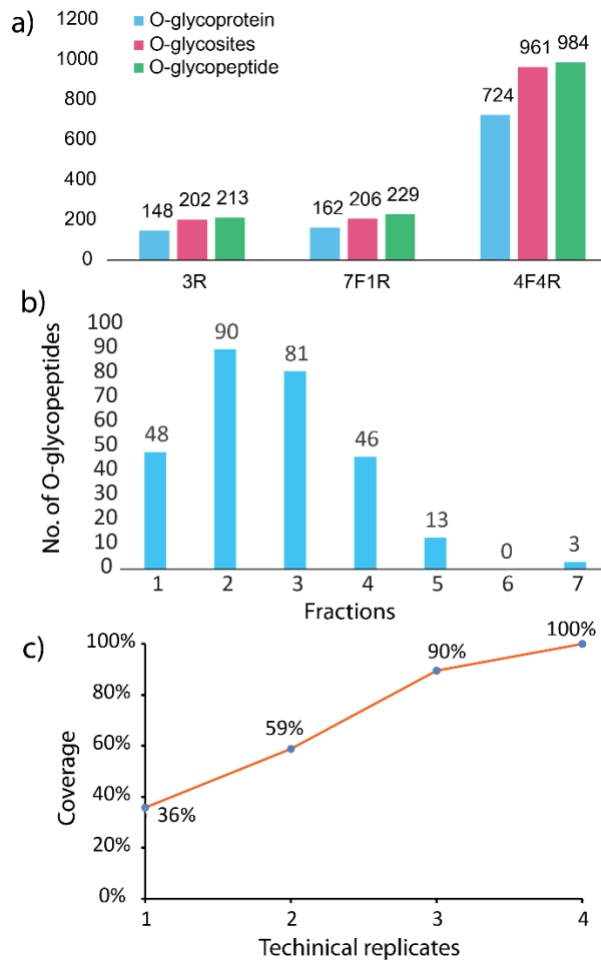 a)
1200
1000
800
600
400
200
0
O-glycoprotein
O-glycosites
O-glycopeptide
148 202 213
162 206 229
724 961 984
3R 7F1R 4F4R
b)
No. of O-glycopeptides
100
90
80
70
60
50
40
30
20
10
0
48 90 81 46 13 0 3
1 2 3 4 5 6 7
Fractions
c)
Coverage
100%
80%
60%
40%
20%
0%
36%
59%
90%
100%
1 2 3 4
Techinical replicates